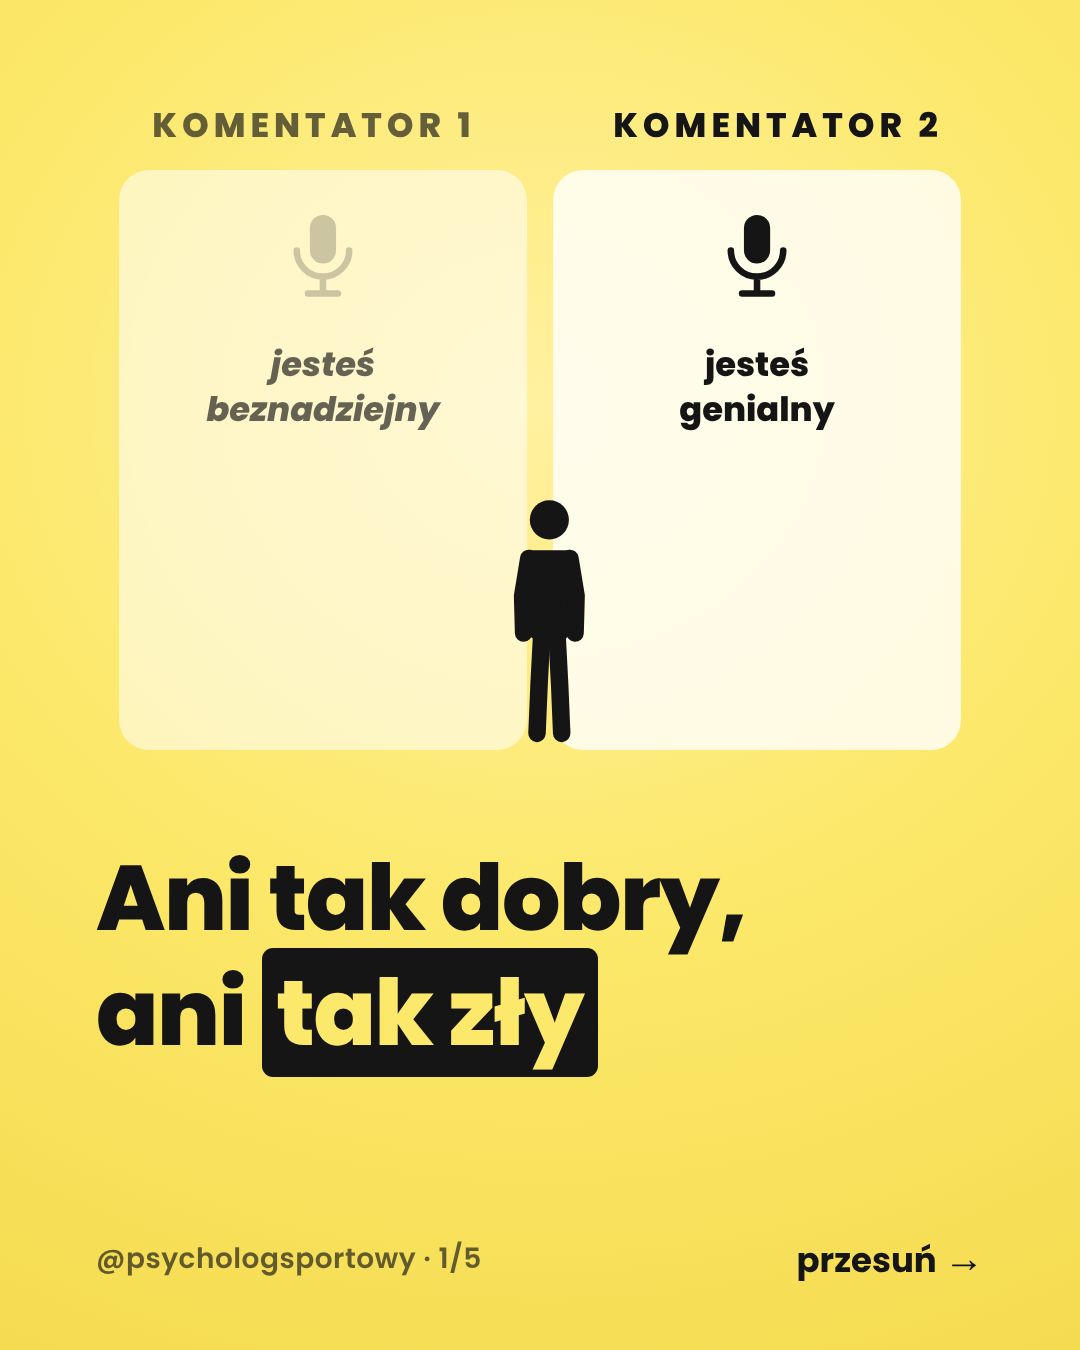 KOMENTATOR 1
KOMENTATOR 2
jesteś
beznadziejny
jesteś
genialny
Ani tak dobry,
ani tak zły
@psychologsportowy · 1/5
przesuń →